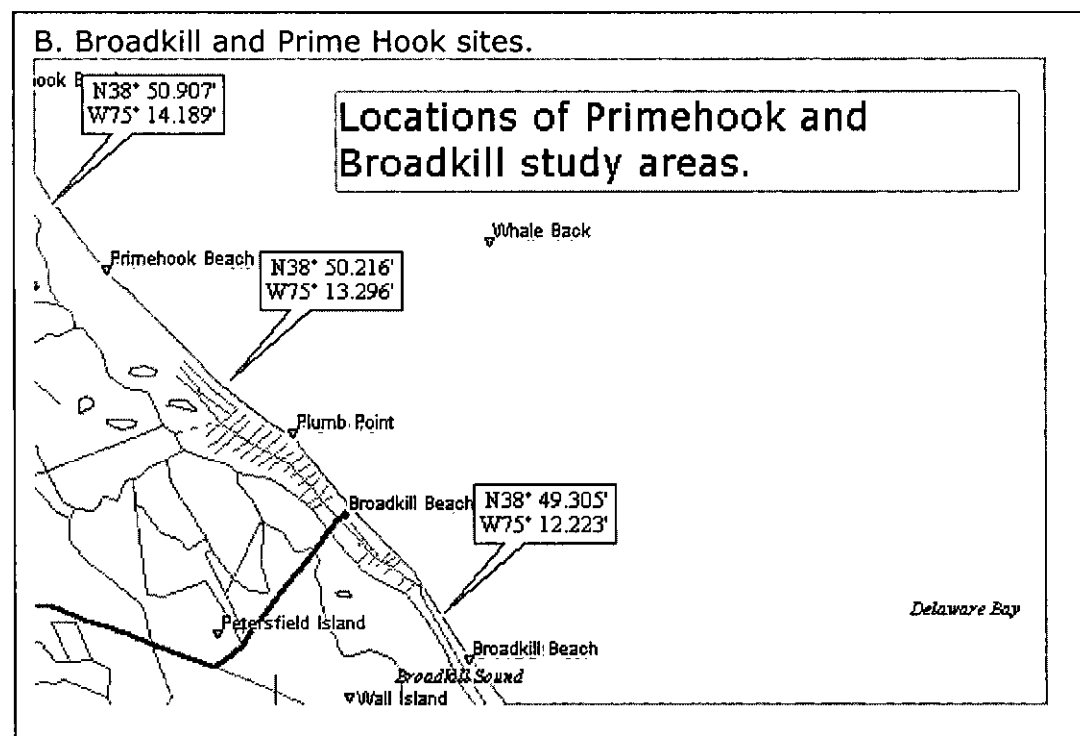 B. Broadkill and Prime Hook sites.
ook B
N38° 50.907'
W75° 14.189'
Locations of Primehook and
Broadkill study areas.
Whale Back
Primehook Beach
N38° 50.216'
W75° 13.296'
Plumb Point
Broadkill Beach
N38° 49.305'
W75° 12.223'
Delaware Bay
Petersfield Island
Broadkill Beach
Broadkill Sound
Wall Island